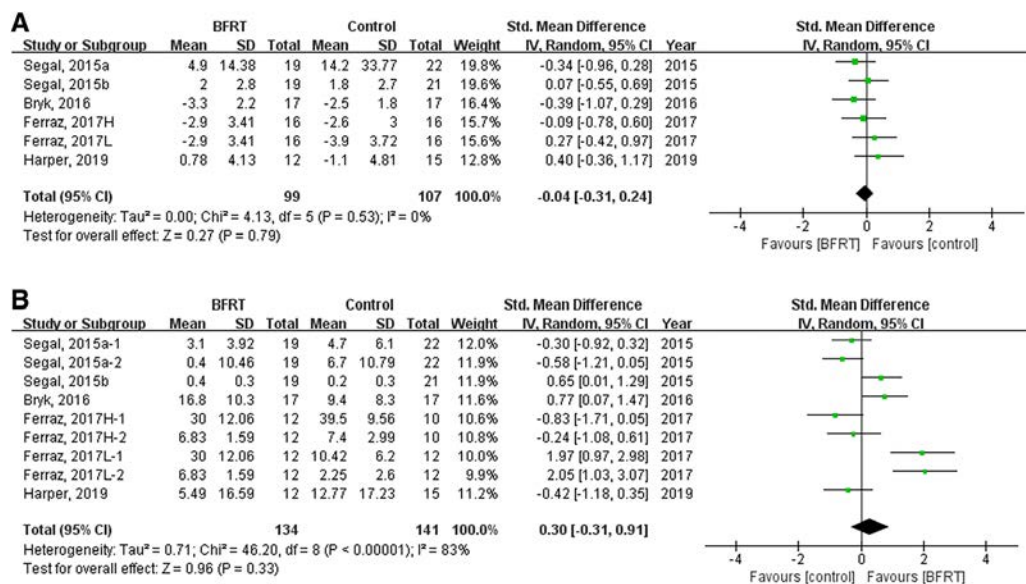 A
BFRT Control Std. Mean Difference Std. Mean Difference
Study or Subgroup Mean SD Total Mean SD Total Weight IV, Random, 95% CI Year IV, Random, 95% CI
Segal, 2015a 4.9 14.38 19 14.2 33.77 22 19.8% -0.34 [-0.96, 0.28] 2015
Segal, 2015b 2 2.8 19 1.8 2.7 21 19.6% 0.07 [-0.55, 0.69] 2015
Bryk, 2016 -3.3 2.2 17 -2.5 1.8 17 16.4% -0.39 [-1.07, 0.29] 2016
Ferraz, 2017H -2.9 3.41 16 -2.6 3 16 15.7% -0.09 [-0.78, 0.60] 2017
Ferraz, 2017L -2.9 3.41 16 -3.9 3.72 16 15.6% 0.27 [-0.42, 0.97] 2017
Harper, 2019 0.78 4.13 12 -1.1 4.81 15 12.8% 0.40 [-0.36, 1.17] 2019
Total (95% CI) 99 107 100.0% -0.04 [-0.31, 0.24]
Heterogeneity: Tau² = 0.00; Chi² = 4.13, df = 5 (P = 0.53); I² = 0%
Test for overall effect: Z = 0.27 (P = 0.79)
-4 -2 0 2 4
Favours [BFRT] Favours [control]
B
BFRT Control Std. Mean Difference Std. Mean Difference
Study or Subgroup Mean SD Total Mean SD Total Weight IV, Random, 95% CI Year IV, Random, 95% CI
Segal, 2015a-1 3.1 3.92 19 4.7 6.1 22 12.0% -0.30 [-0.92, 0.32] 2015
Segal, 2015a-2 0.4 10.46 19 6.7 10.79 22 11.9% -0.58 [-1.21, 0.05] 2015
Segal, 2015b 0.4 0.3 19 0.2 0.3 21 11.9% 0.65 [0.01, 1.29] 2015
Bryk, 2016 16.8 10.3 17 9.4 8.3 17 11.6% 0.77 [0.07, 1.47] 2016
Ferraz, 2017H-1 30 12.06 12 39.5 9.56 10 10.6% -0.83 [-1.71, 0.05] 2017
Ferraz, 2017H-2 6.83 1.59 12 7.4 2.99 10 10.8% -0.24 [-1.08, 0.61] 2017
Ferraz, 2017L-1 30 12.06 12 10.42 6.2 12 10.0% 1.97 [0.97, 2.98] 2017
Ferraz, 2017L-2 6.83 1.59 12 2.25 2.6 12 9.9% 2.05 [1.03, 3.07] 2017
Harper, 2019 5.49 16.59 12 12.77 17.23 15 11.2% -0.42 [-1.18, 0.35] 2019
Total (95% CI) 134 141 100.0% 0.30 [-0.31, 0.91]
Heterogeneity: Tau² = 0.71; Chi² = 46.20, df = 8 (P < 0.00001); I² = 83%
Test for overall effect: Z = 0.96 (P = 0.33)
-4 -2 0 2 4
Favours [control] Favours [BFRT]